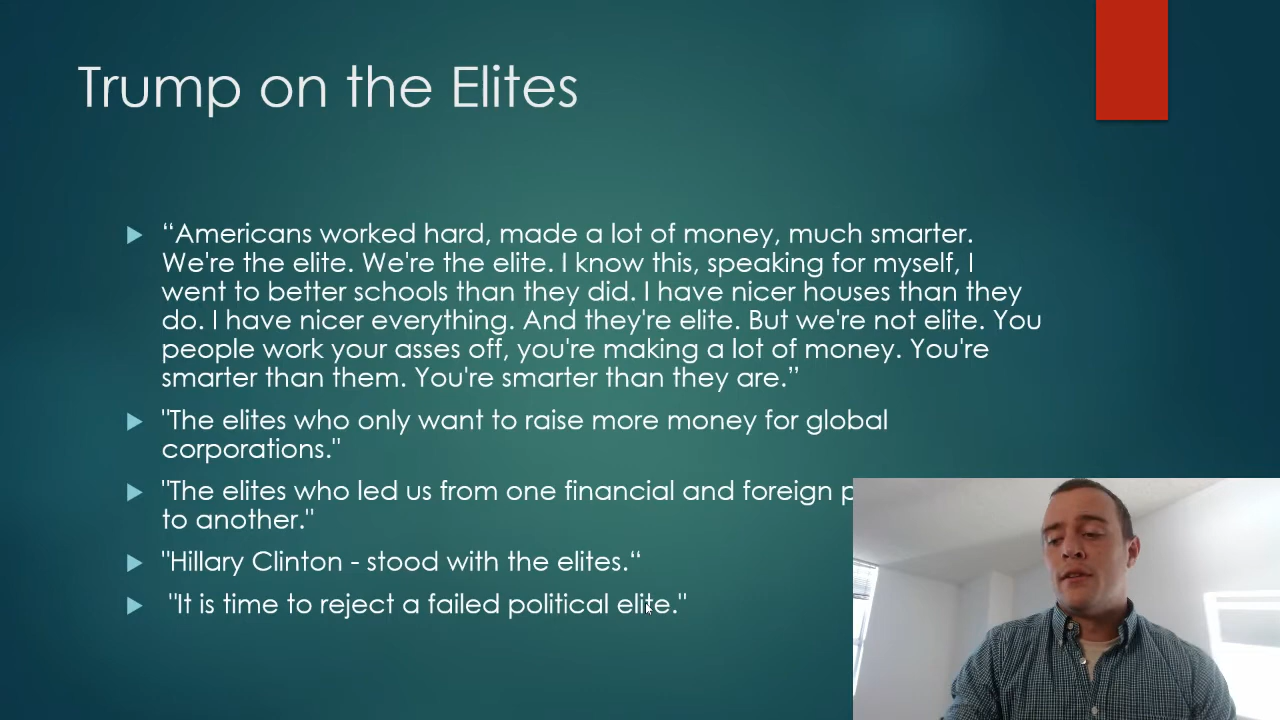 Trump on the Elites
“Americans worked hard, made a lot of money, much smarter.
We're the elite. We're the elite. I know this, speaking for myself, I
went to better schools than they did. I have nicer houses than they
do. I have nicer everything. And they're elite. But we're not elite. You
people work your asses off, you're making a lot of money. You're
smarter than them. You're smarter than they are.”
"The elites who only want to raise more money for global
corporations."
"The elites who led us from one financial and foreign
to another."
"Hillary Clinton - stood with the elites.“
"It is time to reject a failed political elite."